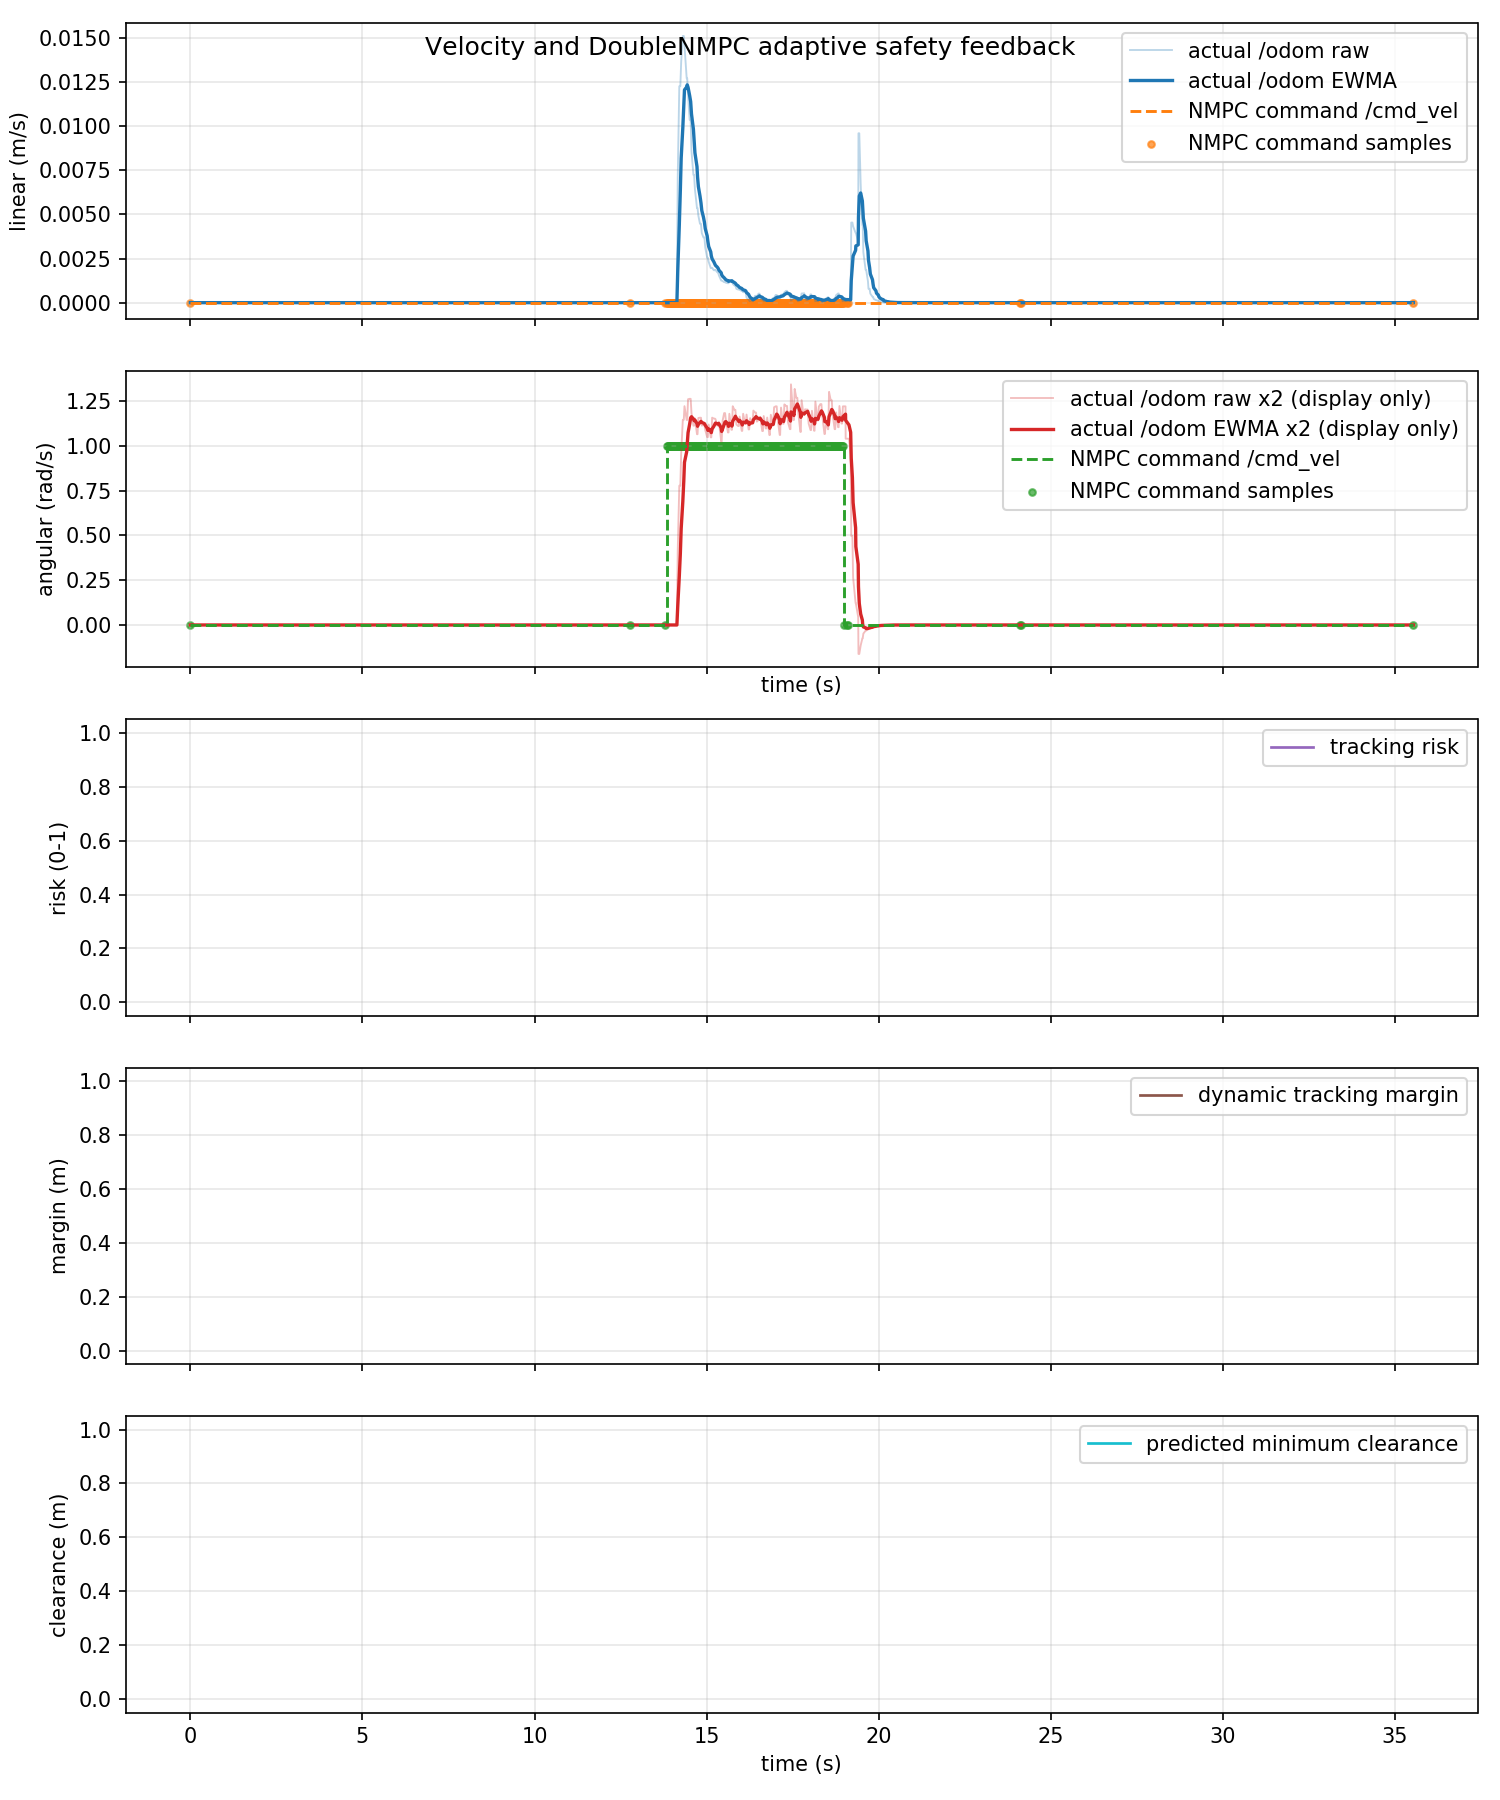 Velocity and DoubleNMPC adaptive safety feedback
0.0150
0.0125
0.0100
0.0075
0.0050
0.0025
0.0000
linear (m/s)
actual /odom raw
actual /odom EWMA
NMPC command /cmd_vel
NMPC command samples
1.25
1.00
0.75
0.50
0.25
0.00
angular (rad/s)
actual /odom raw x2 (display only)
actual /odom EWMA x2 (display only)
NMPC command /cmd_vel
NMPC command samples
time (s)
1.0
0.8
0.6
0.4
0.2
0.0
risk (0-1)
tracking risk
1.0
0.8
0.6
0.4
0.2
0.0
margin (m)
dynamic tracking margin
1.0
0.8
0.6
0.4
0.2
0.0
clearance (m)
predicted minimum clearance
0 5 10 15 20 25 30 35
time (s)